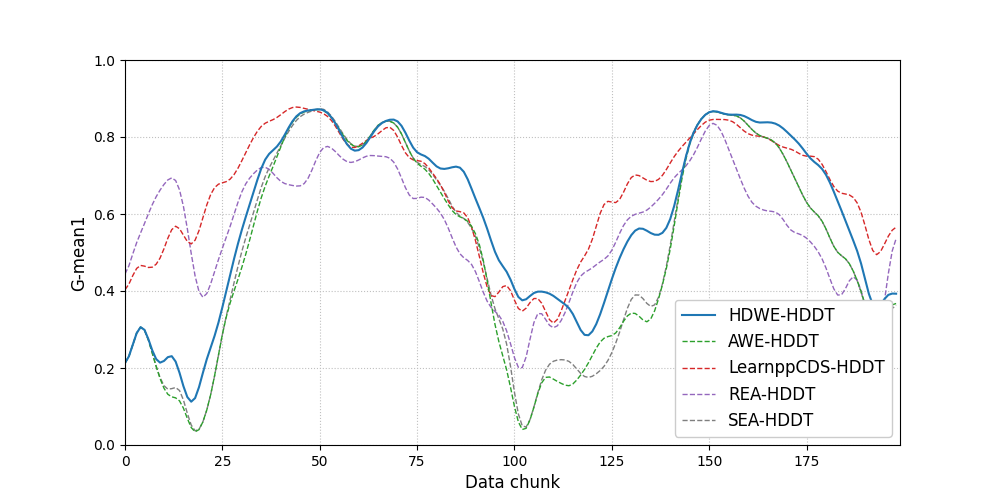 1.0
0.8
0.6
0.4
0.2
0.0
G-mean1
0 25 50 75 100 125 150 175
Data chunk
HDWE-HDDT
AWE-HDDT
LearnppCDS-HDDT
REA-HDDT
SEA-HDDT